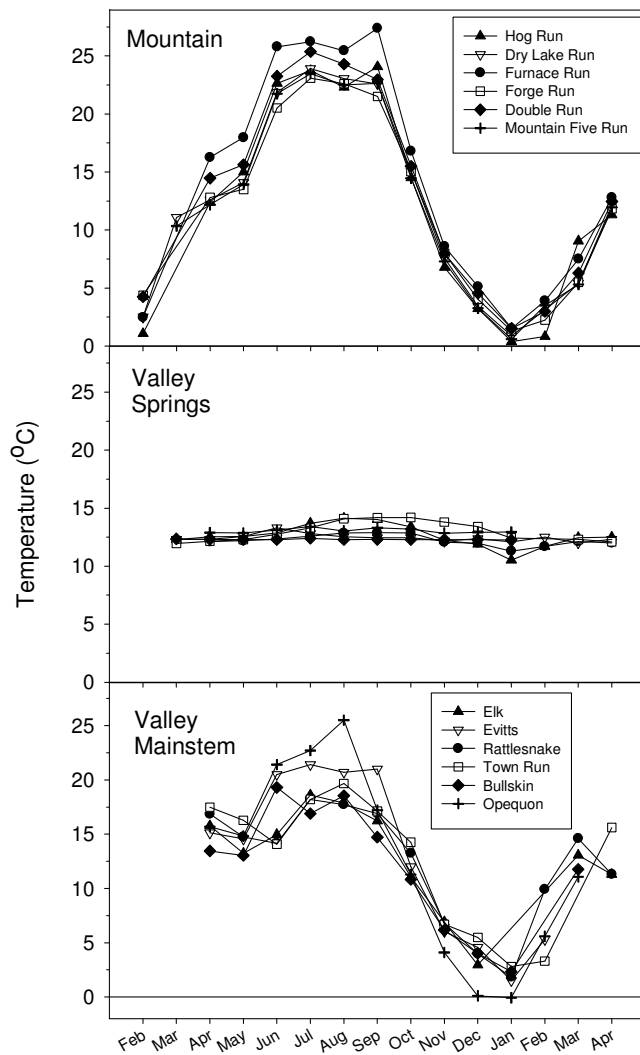 Mountain
Hog Run
Dry Lake Run
Furnace Run
Forge Run
Double Run
Mountain Five Run
25
20
15
10
5
0
Valley
Springs
25
20
15
10
5
0
Temperature (°C)
Valley
Mainstem
Elk
Evitts
Rattlesnake
Town Run
Bullskin
Opequon
25
20
15
10
5
0
Feb Mar Apr May Jun Jul Aug Sep Oct Nov Dec Jan Feb Mar Apr